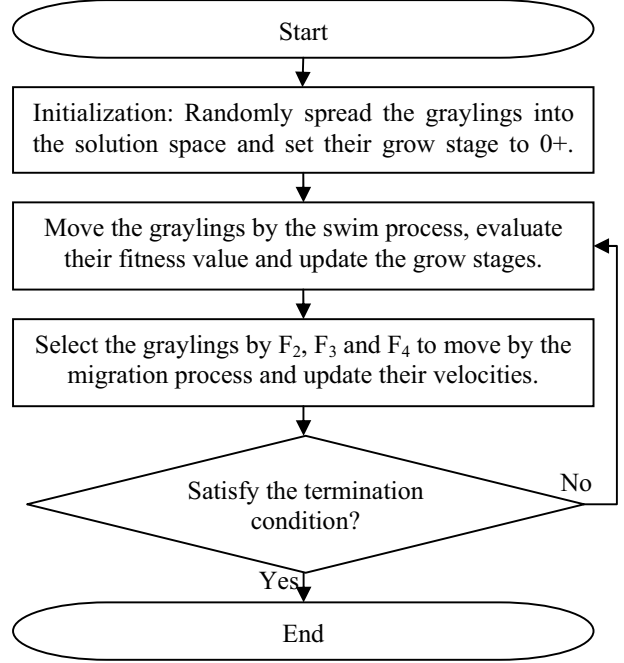 Start
Initialization: Randomly spread the graylings into
the solution space and set their grow stage to 0+.
Move the graylings by the swim process, evaluate
their fitness value and update the grow stages.
Select the graylings by F₂, F₃ and F₄ to move by the
migration process and update their velocities.
Satisfy the termination
condition?
No
Yes
End